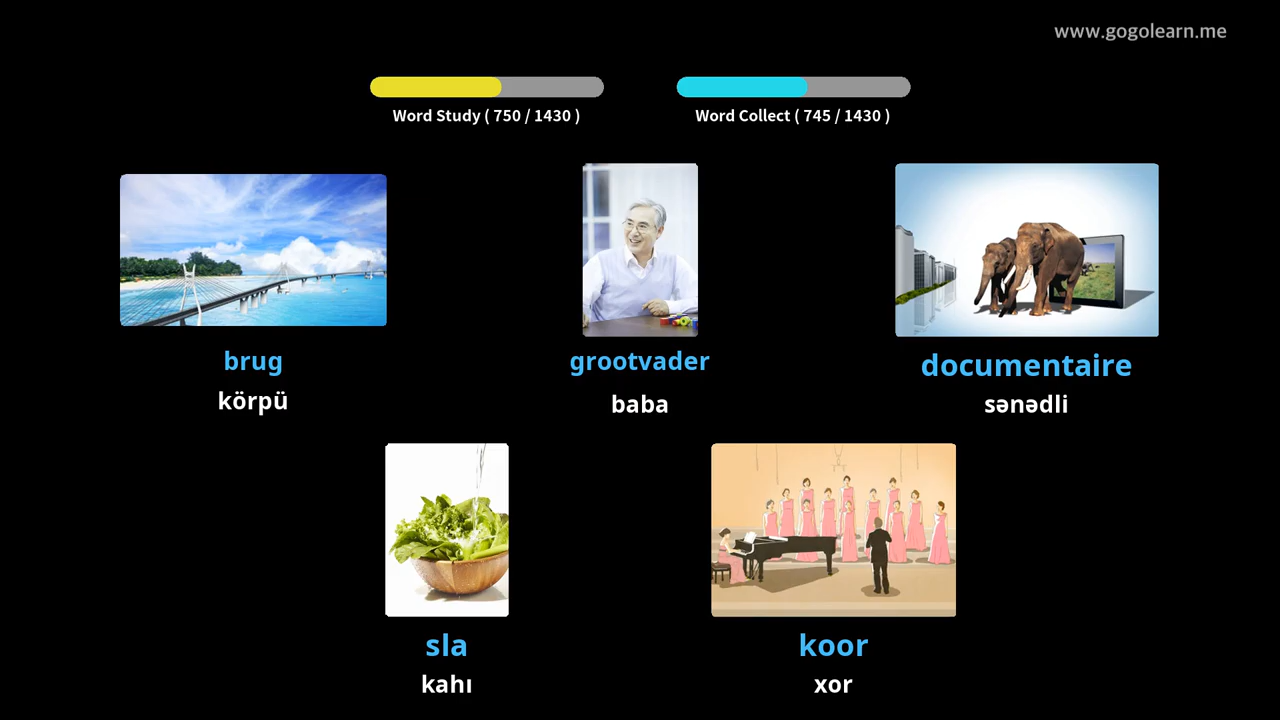 www.gogolearn.me
Word Study ( 750 / 1430 )
Word Collect ( 745 / 1430 )
brug
körpü
grootvader
baba
documentaire
sənədli
sla
kahı
koor
xor